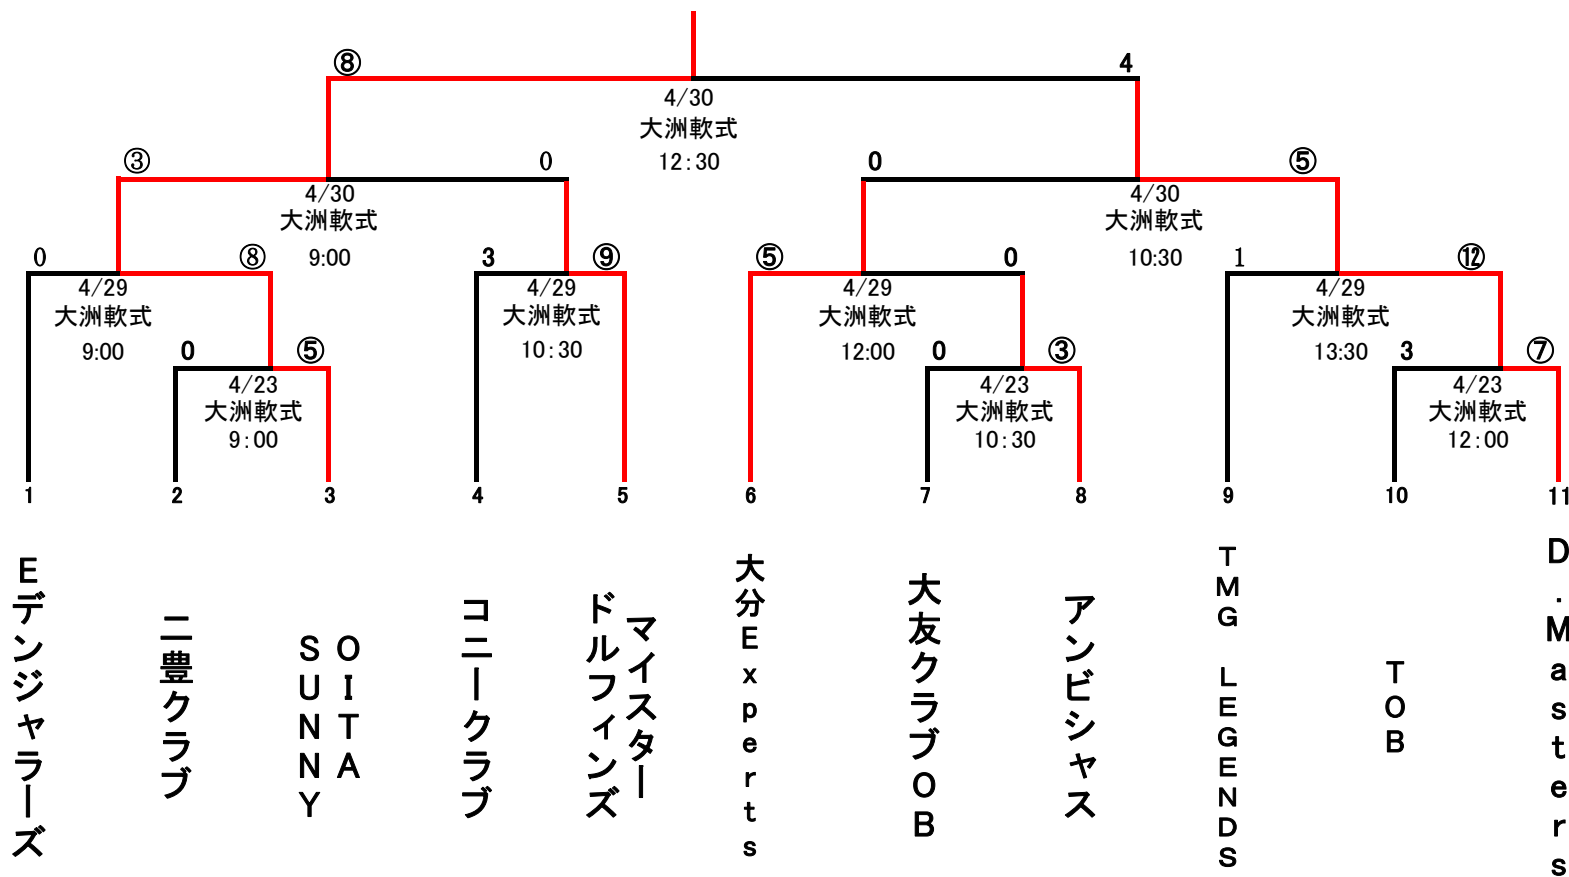 ⑧ 4
4/30
大洲軟式
12:30
③ 0 0 ⑤
4/30 4/30
大洲軟式 大洲軟式
9:00 10:30
0 ⑧ 3 ⑨ ⑤ 0 1 ⑫
4/29 4/29 4/29 4/29
大洲軟式 大洲軟式 大洲軟式 大洲軟式
9:00 10:30 12:00 13:30
0 ⑤ 0 ③ 3 ⑦
4/23 4/23 4/23
大洲軟式 大洲軟式 大洲軟式
9:00 10:30 12:00
1 2 3 4 5 6 7 8 9 10 11
Eデンジャラーズ
二豊クラブ
OITA
SUNNY
コニークラブ
マイスター
ドルフィンズ
大分Experts
大友クラブOB
アンビシャス
TMG LEGENDS
TOB
D.Masters